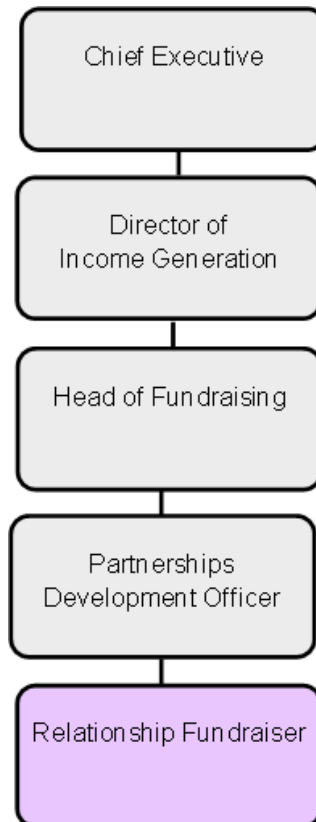 Chief Executive
Director of
Income Generation
Head of Fundraising
Partnerships
Development Officer
Relationship Fundraiser